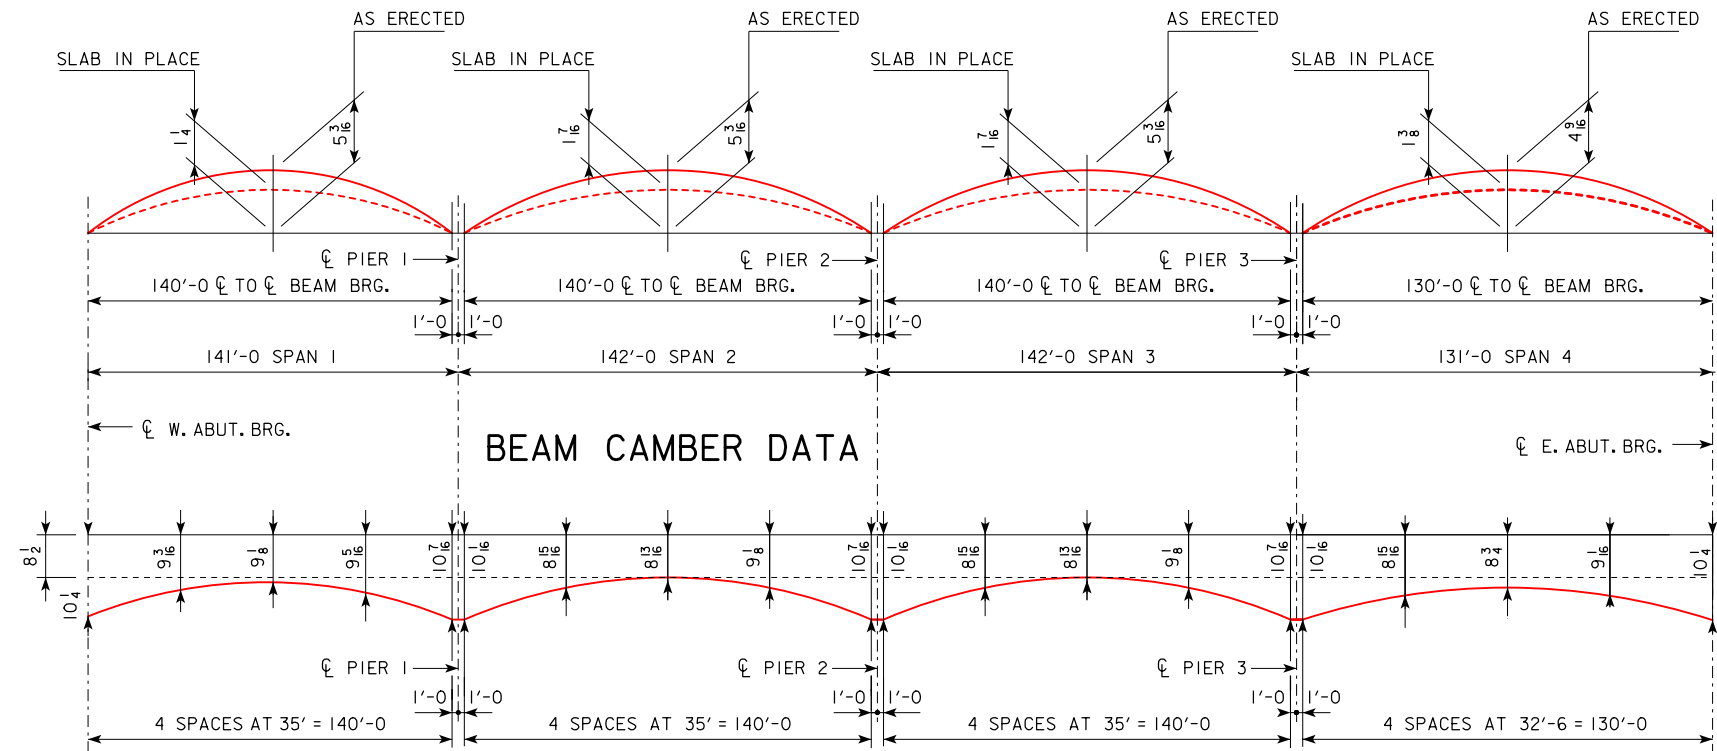 AS ERECTED AS ERECTED AS ERECTED AS ERECTED
SLAB IN PLACE SLAB IN PLACE SLAB IN PLACE SLAB IN PLACE
1 1/4 5 3/16 1 7/16 5 3/16 1 7/16 5 3/16 1 3/8 4 9/16
℄ PIER 1 ℄ PIER 2 ℄ PIER 3
140'-0 ℄ TO ℄ BEAM BRG. 140'-0 ℄ TO ℄ BEAM BRG. 140'-0 ℄ TO ℄ BEAM BRG. 130'-0 ℄ TO ℄ BEAM BRG.
1'-0 1'-0 1'-0 1'-0 1'-0 1'-0
141'-0 SPAN 1 142'-0 SPAN 2 142'-0 SPAN 3 131'-0 SPAN 4
℄ W. ABUT. BRG.
BEAM CAMBER DATA
℄ E. ABUT. BRG.
8 1/2 10 1/4 9 3/16 9 1/8 9 5/16 10 7/16 10 1/16 8 15/16 8 13/16 9 1/8 10 7/16 10 1/16 8 15/16 8 13/16 9 1/8 10 7/16 10 1/16 8 15/16 8 3/4 9 1/16 10 1/4
℄ PIER 1 ℄ PIER 2 ℄ PIER 3
1'-0 1'-0 1'-0 1'-0 1'-0 1'-0
4 SPACES AT 35' = 140'-0 4 SPACES AT 35' = 140'-0 4 SPACES AT 35' = 140'-0 4 SPACES AT 32'-6 = 130'-0